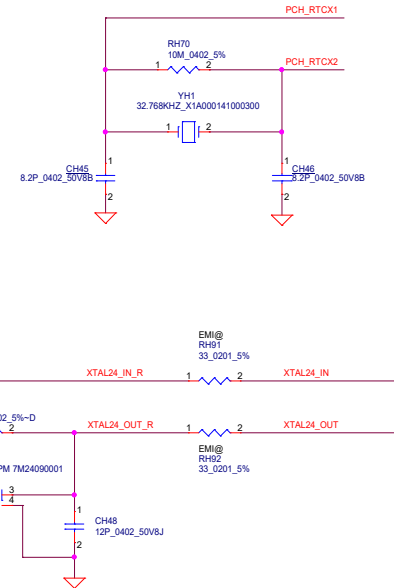 PCH_RTCX1
RH70
10M_0402_5%
1 2
PCH_RTCX2
YH1
32.768KHZ_X1A000141000300
1 2
CH45
1
8.2P_0402_50V8B
2
CH46
1
8.2P_0402_50V8B
2
EMI@
RH91
33_0201_5%
XTAL24_IN_R
1 2
XTAL24_IN
02_5%~D
2
XTAL24_OUT_R
1 2
XTAL24_OUT
EMI@
RH92
33_0201_5%
PM 7M24090001
3
4
1
CH48
12P_0402_50V8J
2